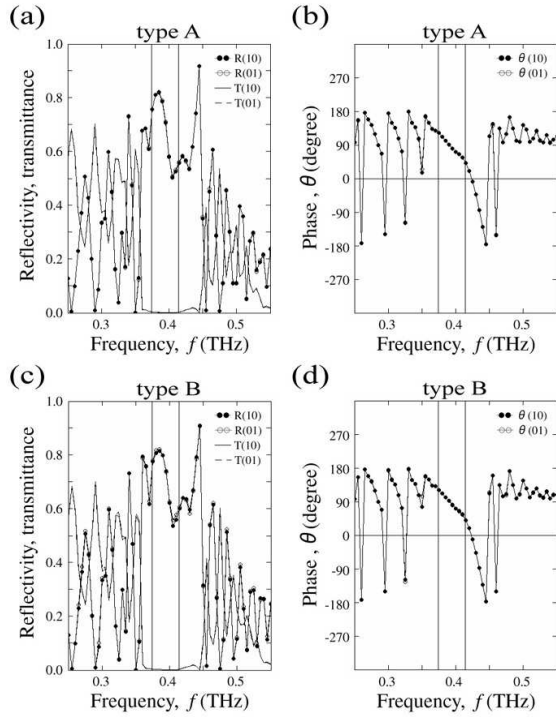 (a) type A
1.0
0.8
0.6
0.4
0.2
0.0
Reflectivity, transmittance
R(10)
R(01)
T(10)
T(01)
0.3 0.4 0.5
Frequency, f (THz)
(b) type A
270
180
90
0
-90
-180
-270
Phase , θ (degree)
θ (10)
θ (01)
0.3 0.4 0.5
Frequency, f (THz)
(c) type B
1.0
0.8
0.6
0.4
0.2
0.0
Reflectivity, transmittance
R(10)
R(01)
T(10)
T(01)
0.3 0.4 0.5
Frequency, f (THz)
(d) type B
270
180
90
0
-90
-180
-270
Phase , θ (degree)
θ (10)
θ (01)
0.3 0.4 0.5
Frequency, f (THz)